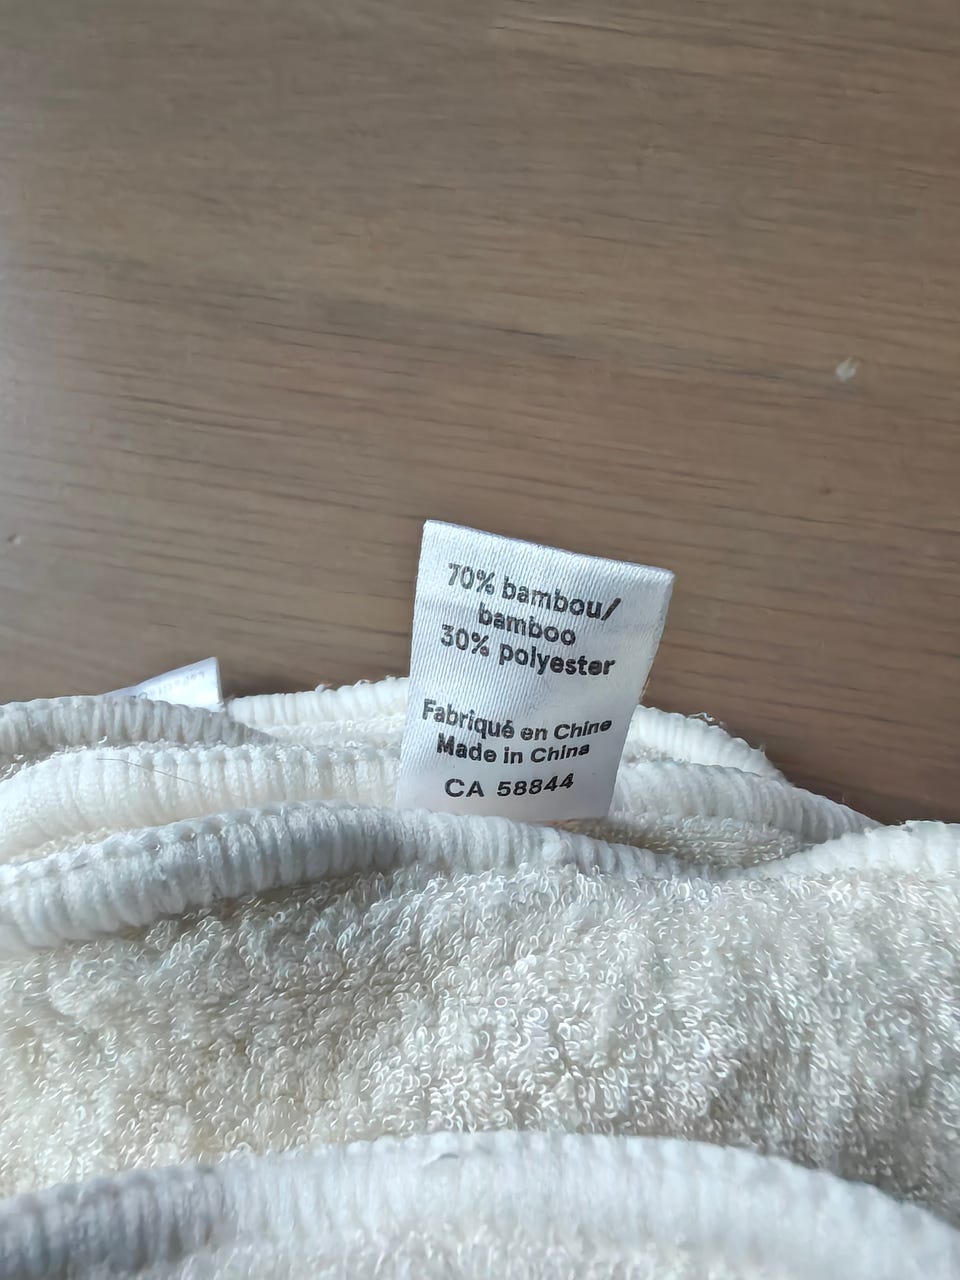 70% bambou/
bamboo
30% polyester
Fabriqué en Chine
Made in China
CA 58844